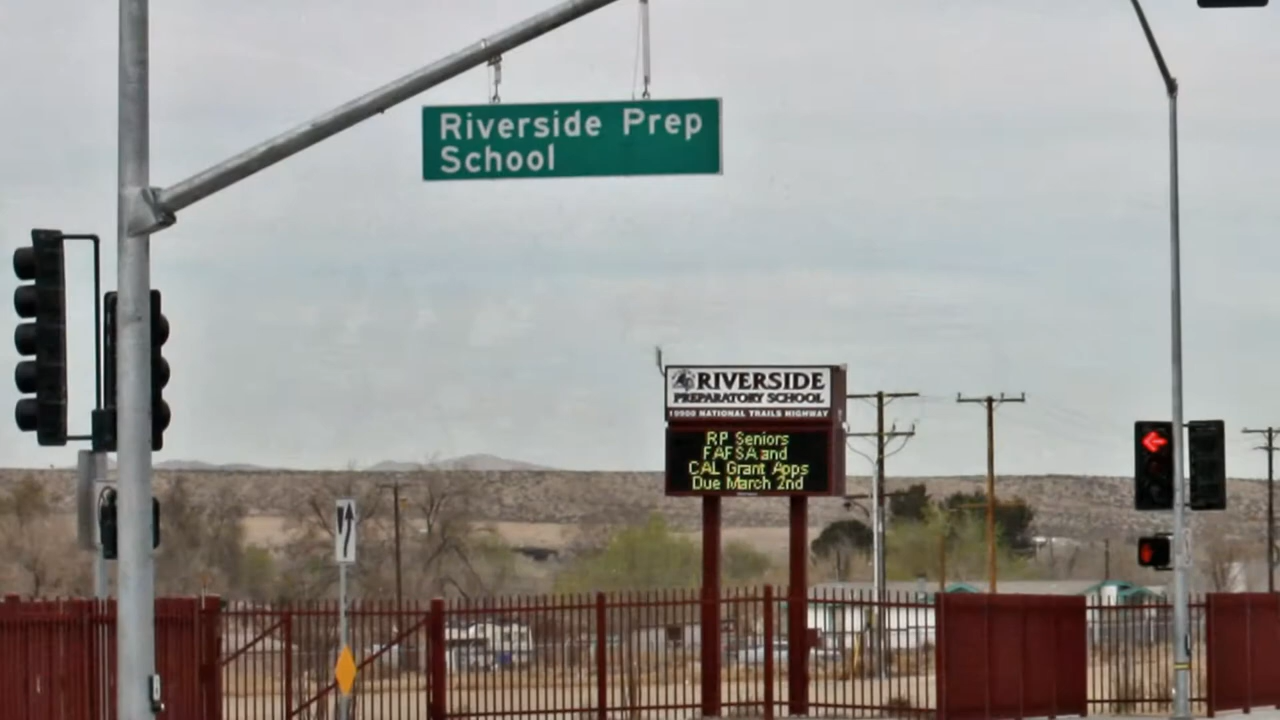 Riverside Prep
School
RIVERSIDE
PREPARATORY SCHOOL
19900 NATIONAL TRAILS HIGHWAY
RP Seniors
FAFSA and
CAL Grant Apps
Due March 2nd